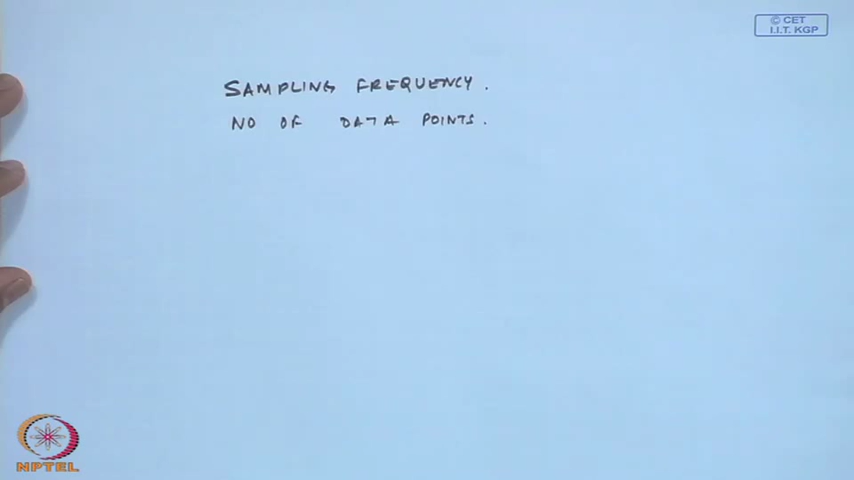 © CET
I.I.T. KGP
SAMPLING FREQUENCY.
NO OF DATA POINTS.
NPTEL